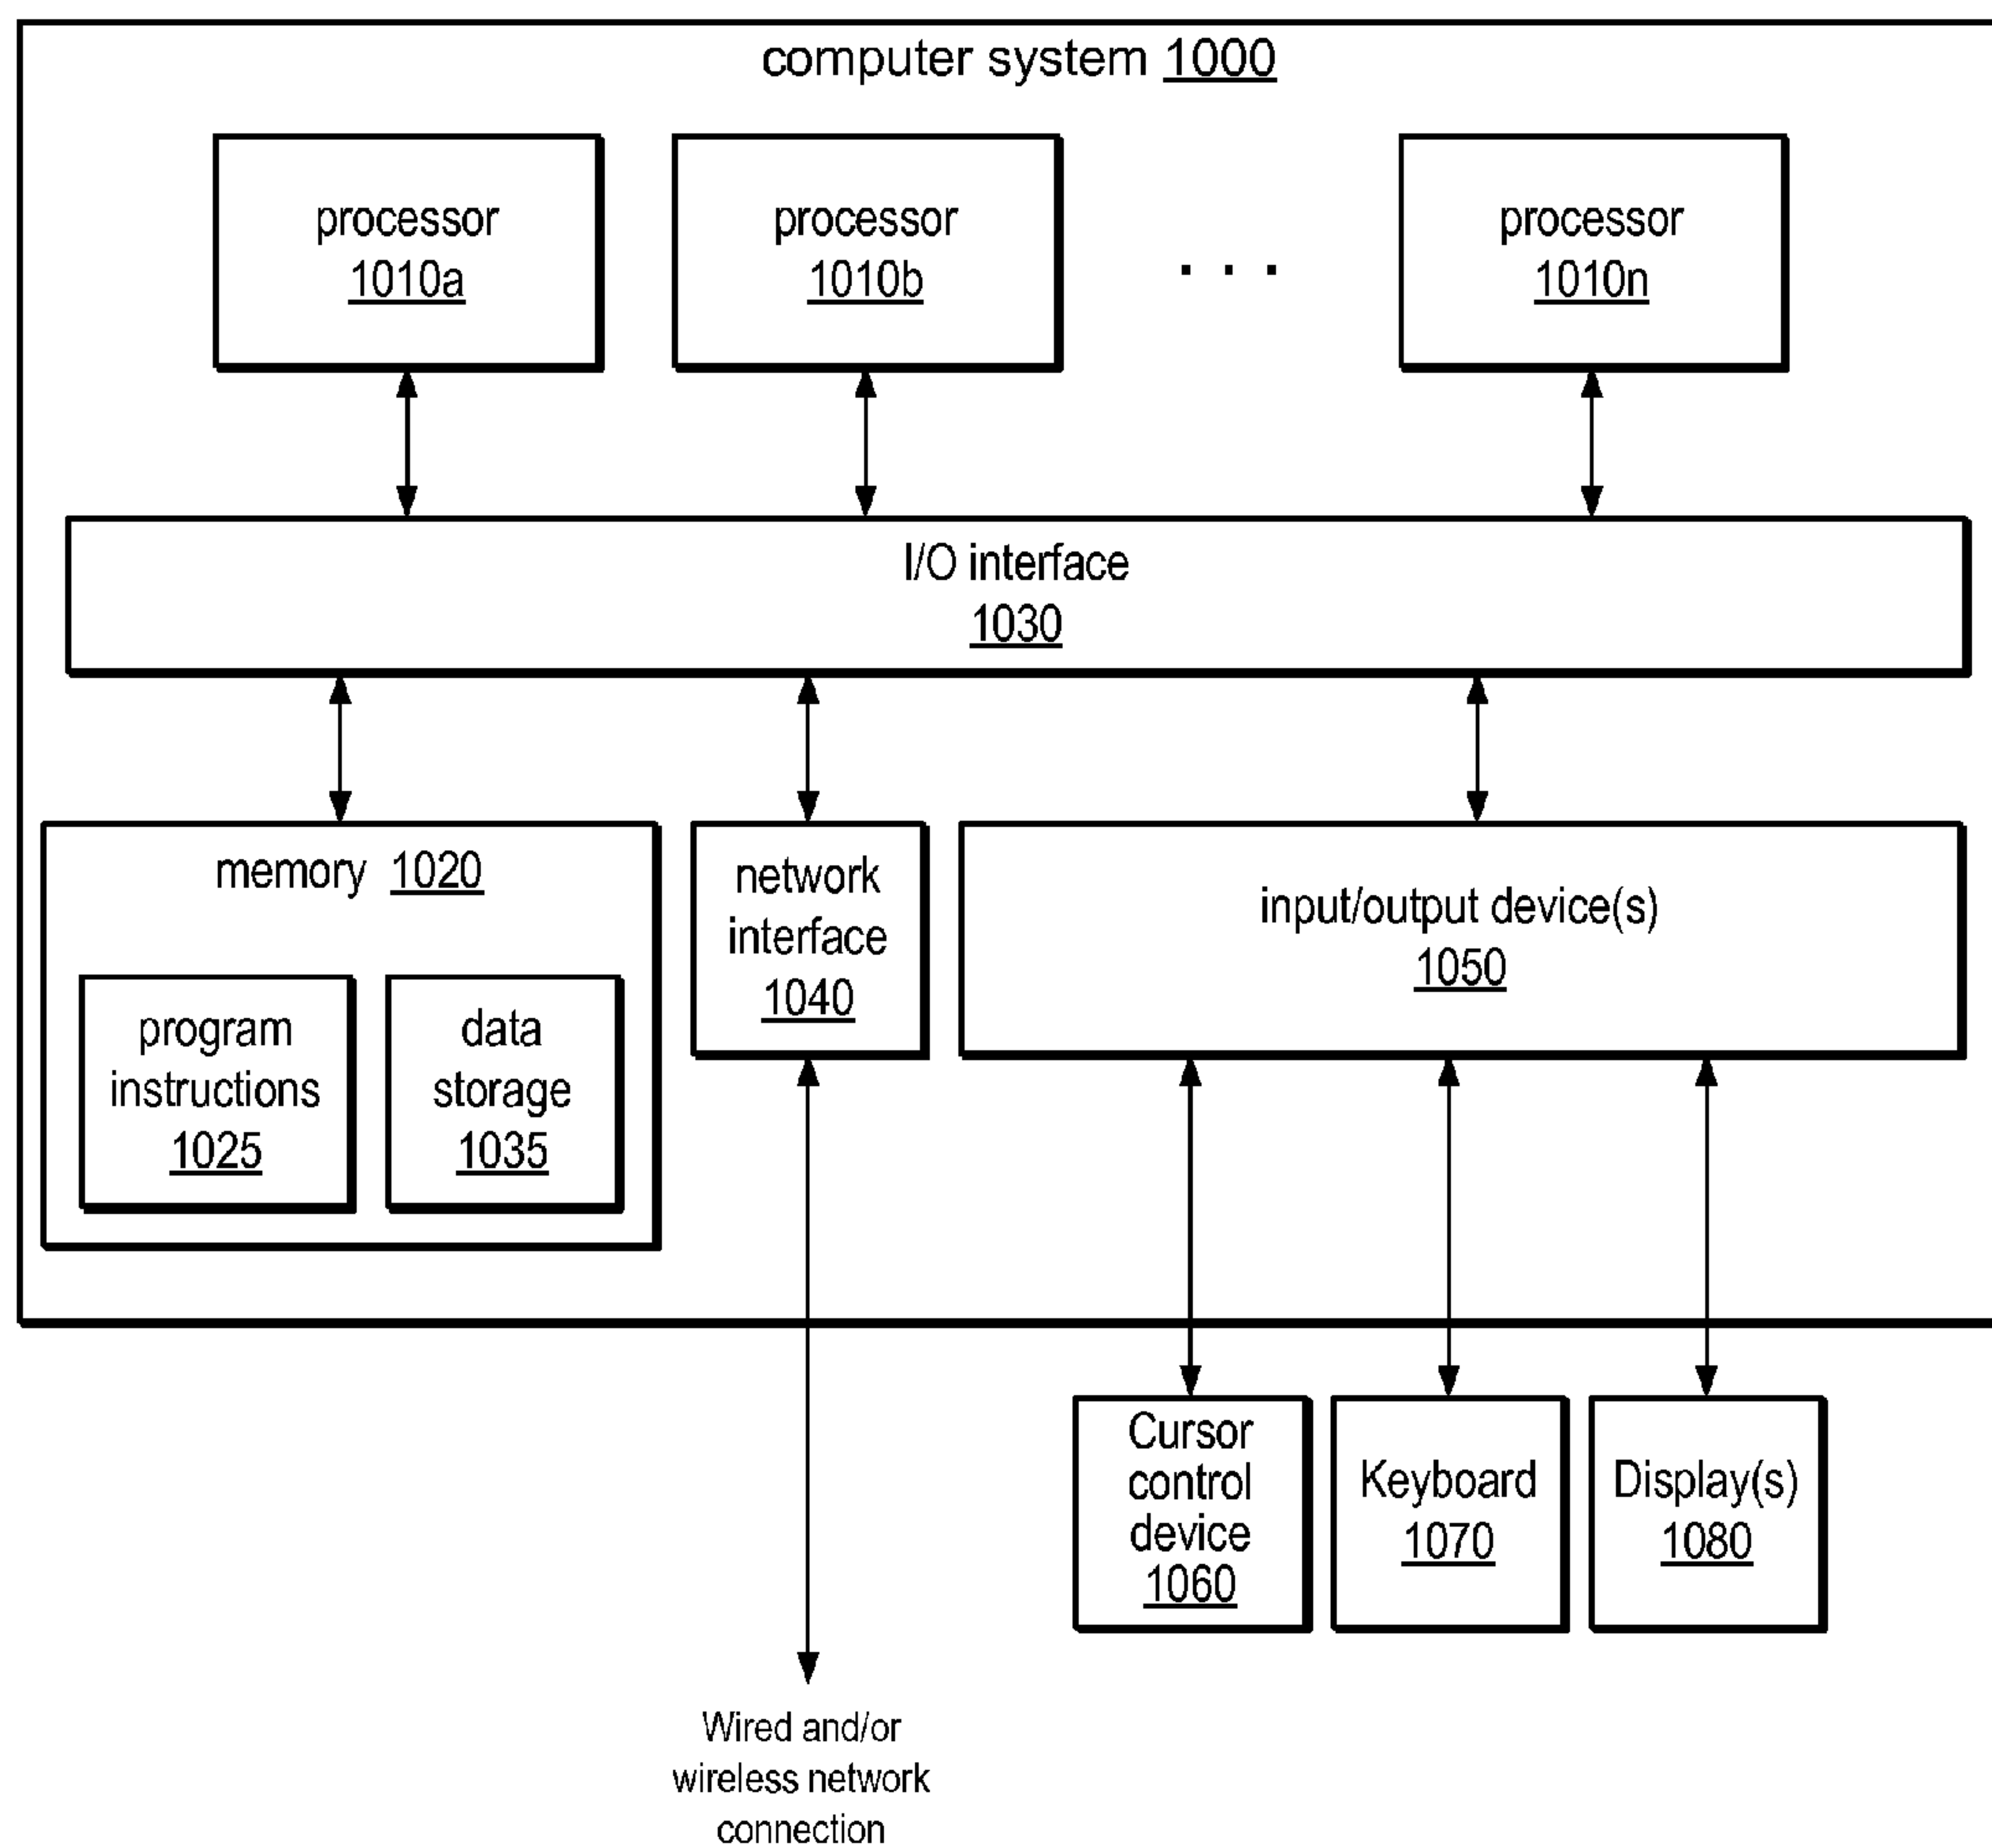 computer system 1000
processor
1010a
processor
1010b
. . .
processor
1010n
I/O interface
1030
memory 1020
program
instructions
1025
data
storage
1035
network
interface
1040
input/output device(s)
1050
Cursor
control
device
1060
Keyboard
1070
Display(s)
1080
Wired and/or
wireless network
connection